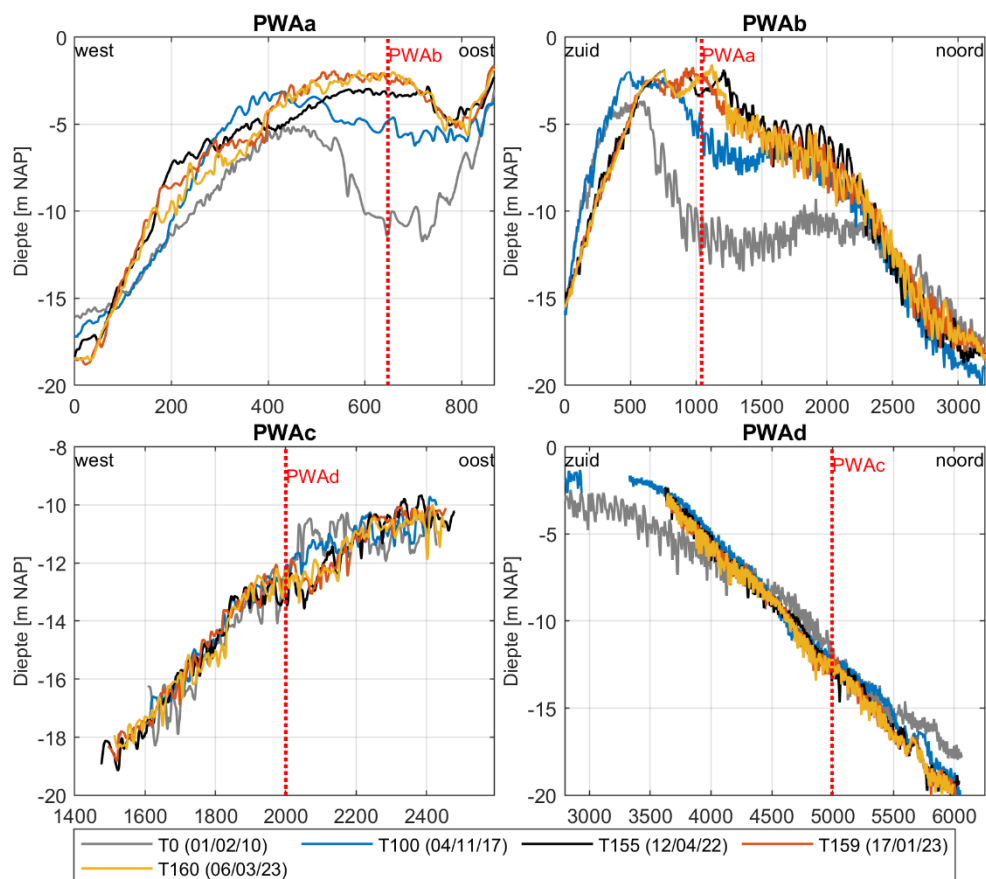 PWAa
PWAb
0
-5
-10
-15
-20
Diepte [m NAP]
west
PWAb
oost
0
200
400
600
800
0
-5
-10
-15
-20
Diepte [m NAP]
zuid
PWAa
noord
0
500
1000
1500
2000
2500
3000
PWAc
PWAd
-8
-10
-12
-14
-16
-18
-20
Diepte [m NAP]
west
PWAd
oost
1400
1600
1800
2000
2200
2400
0
-5
-10
-15
-20
Diepte [m NAP]
zuid
PWAc
noord
3000
3500
4000
4500
5000
5500
6000
T0 (01/02/10)
T100 (04/11/17)
T155 (12/04/22)
T159 (17/01/23)
T160 (06/03/23)